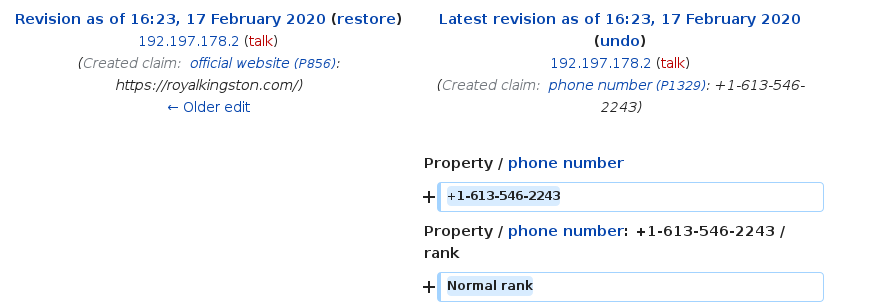 Revision as of 16:23, 17 February 2020 (restore)
192.197.178.2 (talk)
(Created claim: official website (P856):
https://royalkingston.com/)
← Older edit
Latest revision as of 16:23, 17 February 2020
(undo)
192.197.178.2 (talk)
(Created claim: phone number (P1329): +1-613-546-
2243)
Property / phone number
+ +1-613-546-2243
Property / phone number: +1-613-546-2243 /
rank
+ Normal rank